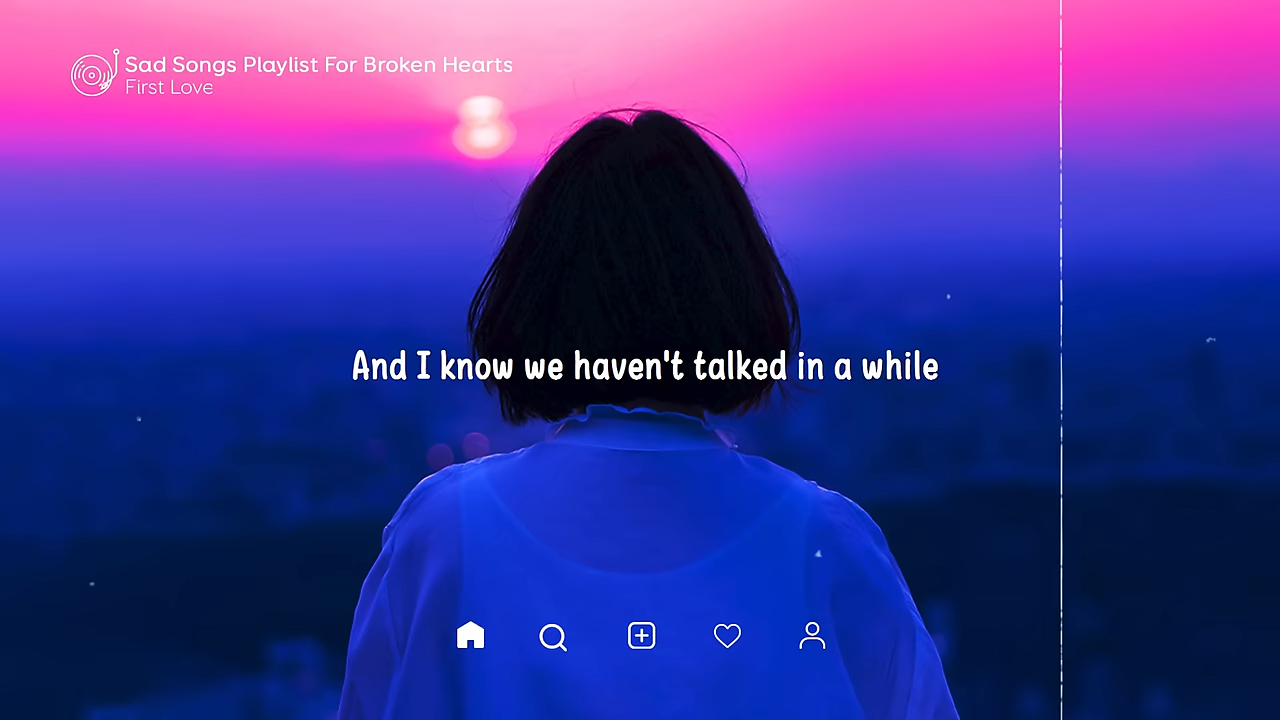 Sad Songs Playlist For Broken Hearts
First Love
And I know we haven't talked in a while